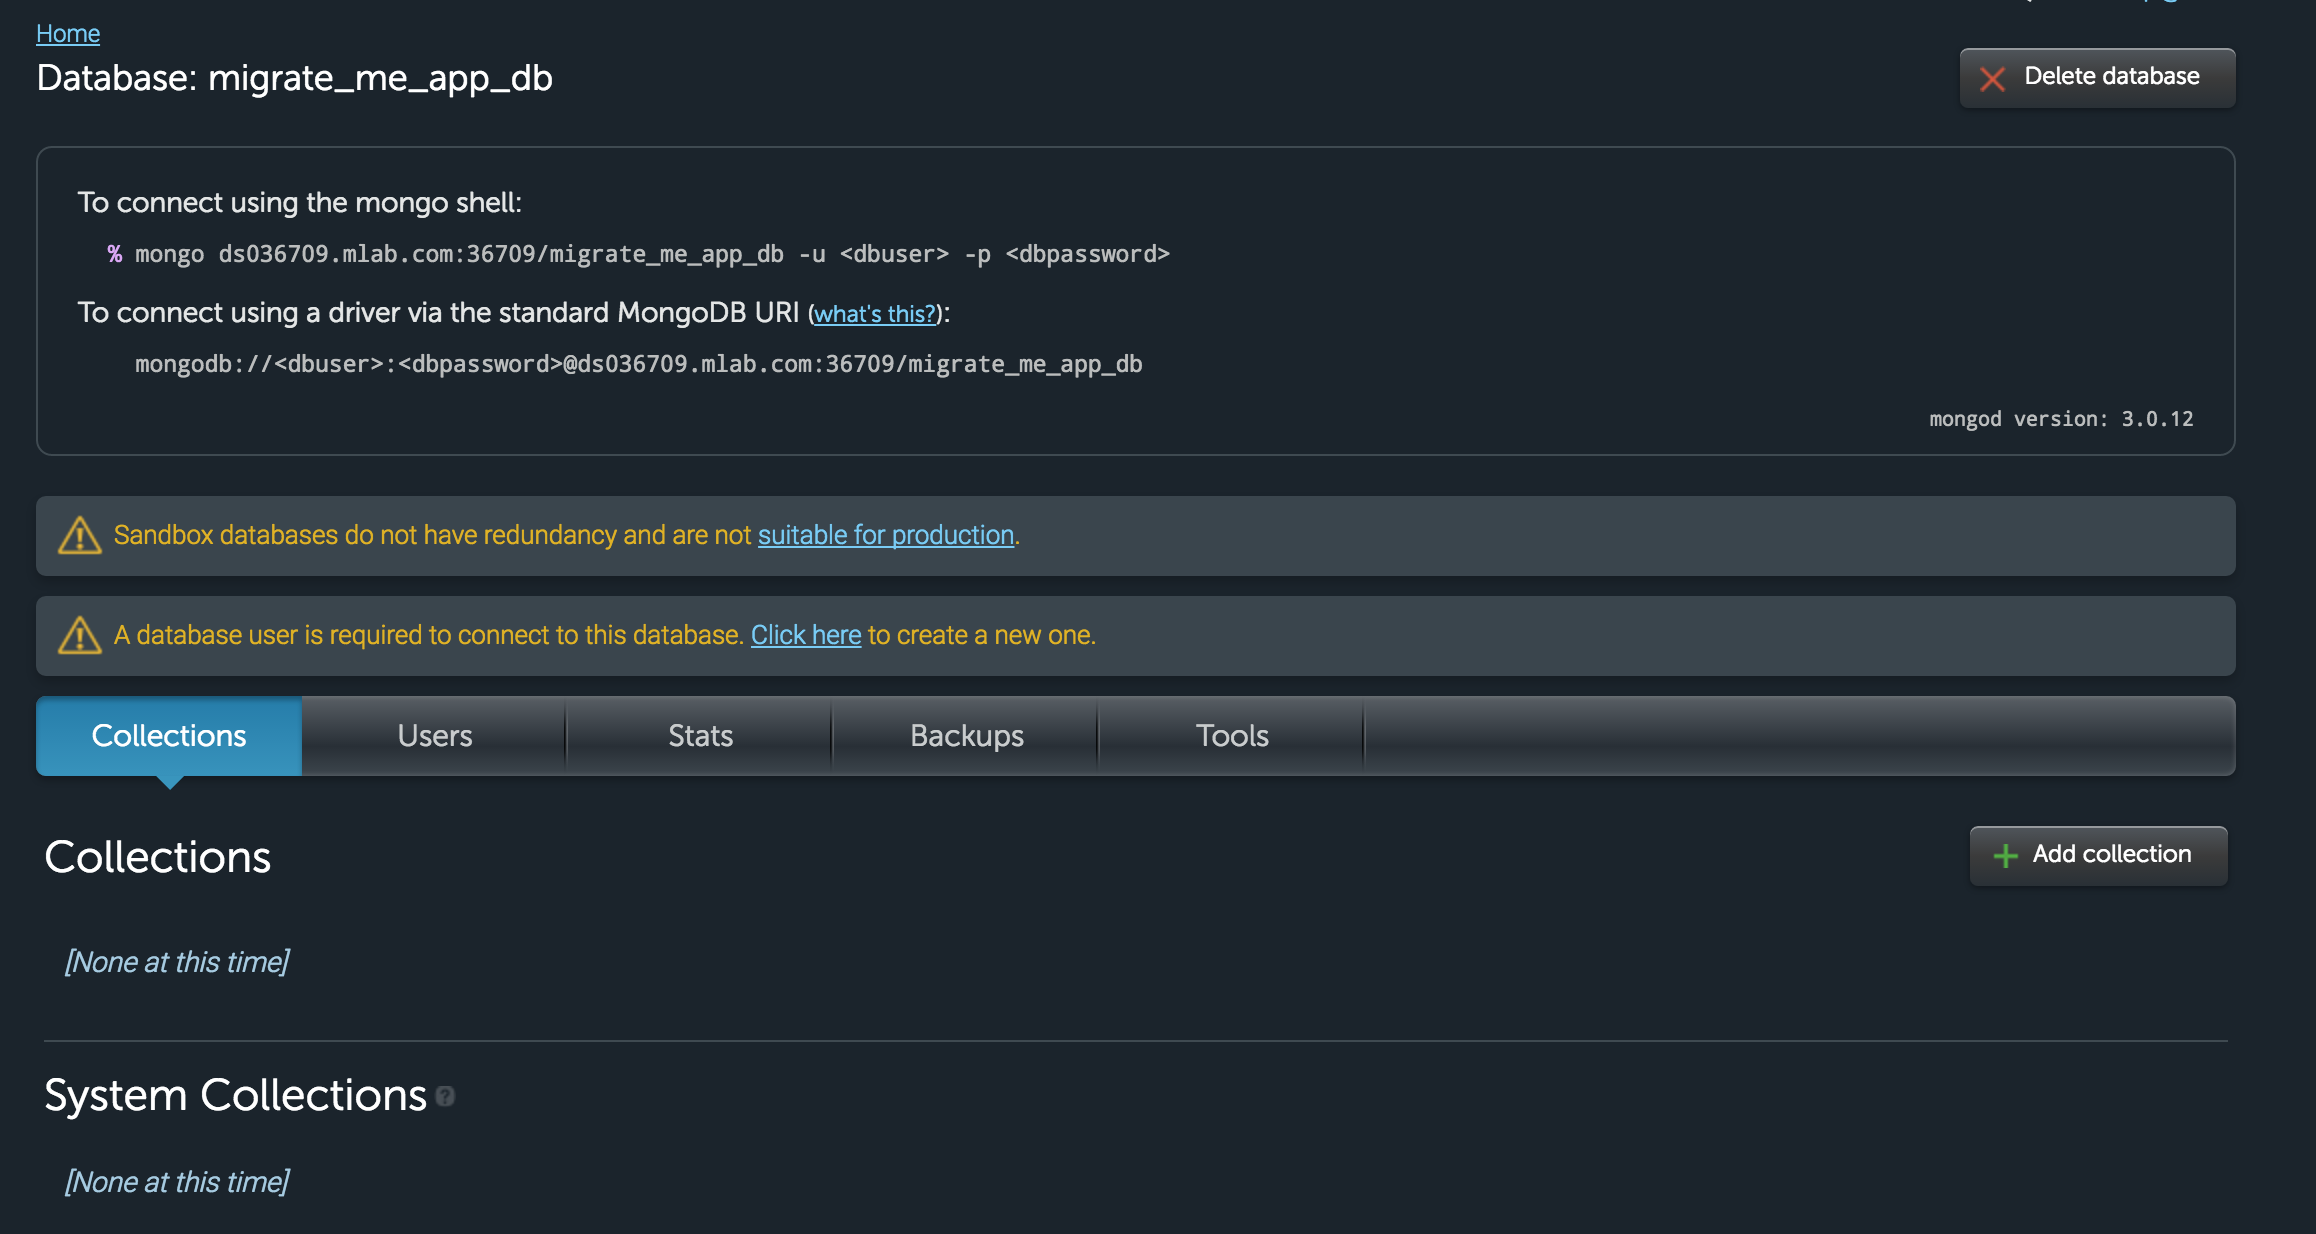 Home
Database: migrate_me_app_db
Delete database
To connect using the mongo shell:
% mongo ds036709.mlab.com:36709/migrate_me_app_db -u <dbuser> -p <dbpassword>
To connect using a driver via the standard MongoDB URI (what's this?):
mongodb://<dbuser>:<dbpassword>@ds036709.mlab.com:36709/migrate_me_app_db
mongod version: 3.0.12
Sandbox databases do not have redundancy and are not suitable for production.
A database user is required to connect to this database. Click here to create a new one.
Collections Users Stats Backups Tools
Collections
Add collection
[None at this time]
System Collections ?
[None at this time]